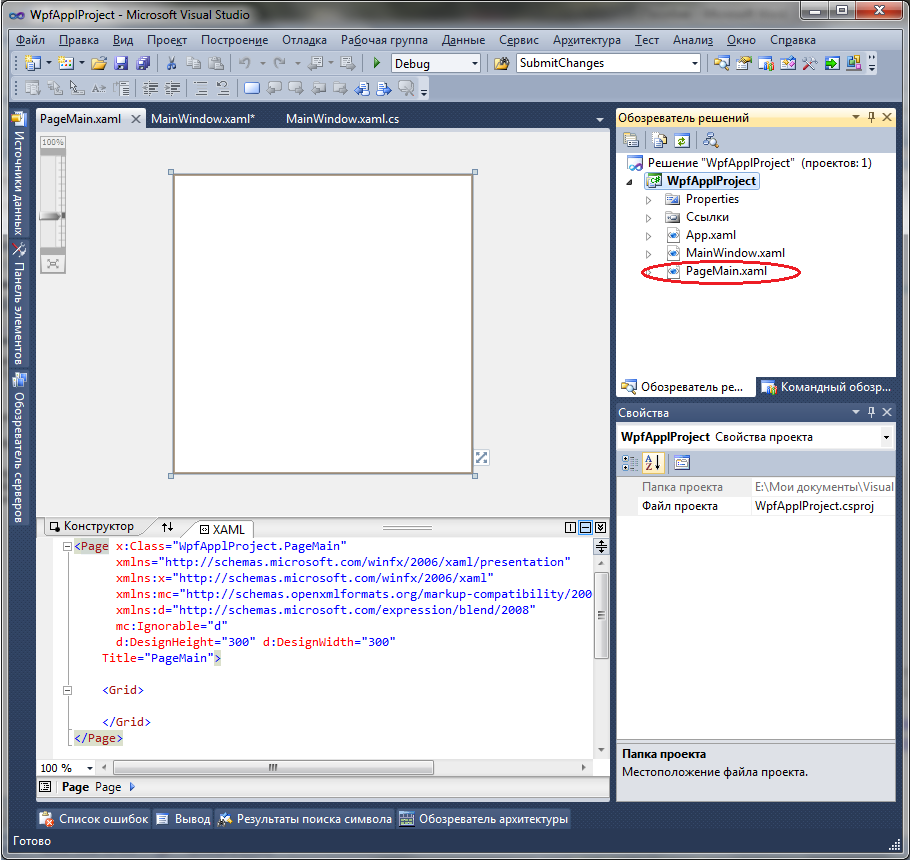 WpfApplProject - Microsoft Visual Studio
Файл Правка Вид Проект Построение Отладка Рабочая группа Данные Сервис Архитектура Тест Анализ Окно Справка
Debug SubmitChanges
Источники данных
Панель элементов
Обозреватель серверов
PageMain.xaml MainWindow.xaml* MainWindow.xaml.cs
100%
Конструктор XAML
<Page x:Class="WpfApplProject.PageMain"
xmlns="http://schemas.microsoft.com/winfx/2006/xaml/presentation"
xmlns:x="http://schemas.microsoft.com/winfx/2006/xaml"
xmlns:mc="http://schemas.openxmlformats.org/markup-compatibility/200
xmlns:d="http://schemas.microsoft.com/expression/blend/2008"
mc:Ignorable="d"
d:DesignHeight="300" d:DesignWidth="300"
Title="PageMain">
<Grid>
</Grid>
</Page>
100 %
Page Page
Обозреватель решений
Решение "WpfApplProject" (проектов: 1)
WpfApplProject
Properties
Ссылки
App.xaml
MainWindow.xaml
PageMain.xaml
Обозреватель ре... Командный обозр...
Свойства
WpfApplProject Свойства проекта
Папка проекта E:\Мои документы\Visual
Файл проекта WpfApplProject.csproj
Папка проекта
Местоположение файла проекта.
Список ошибок Вывод Результаты поиска символа Обозреватель архитектуры
Готово